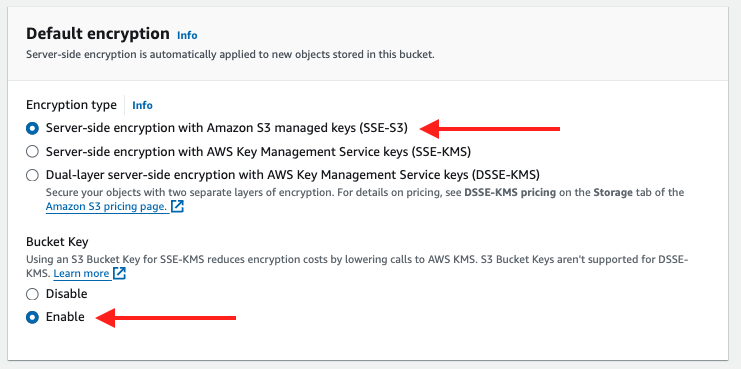 Default encryption Info
Server-side encryption is automatically applied to new objects stored in this bucket.
Encryption type Info
Server-side encryption with Amazon S3 managed keys (SSE-S3)
Server-side encryption with AWS Key Management Service keys (SSE-KMS)
Dual-layer server-side encryption with AWS Key Management Service keys (DSSE-KMS)
Secure your objects with two separate layers of encryption. For details on pricing, see DSSE-KMS pricing on the Storage tab of the
Amazon S3 pricing page.
Bucket Key
Using an S3 Bucket Key for SSE-KMS reduces encryption costs by lowering calls to AWS KMS. S3 Bucket Keys aren't supported for DSSE-
KMS. Learn more
Disable
Enable